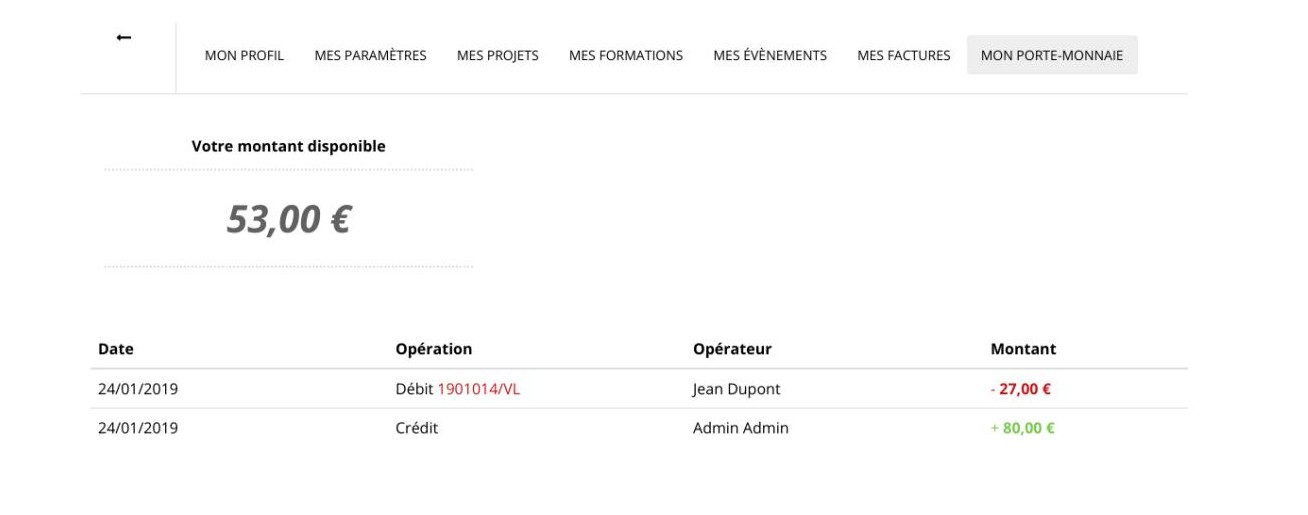 ←
MON PROFIL MES PARAMÈTRES MES PROJETS MES FORMATIONS MES ÉVÈNEMENTS MES FACTURES MON PORTE-MONNAIE
Votre montant disponible
53,00 €
Date Opération Opérateur Montant
24/01/2019 Débit 1901014/VL Jean Dupont - 27,00 €
24/01/2019 Crédit Admin Admin + 80,00 €